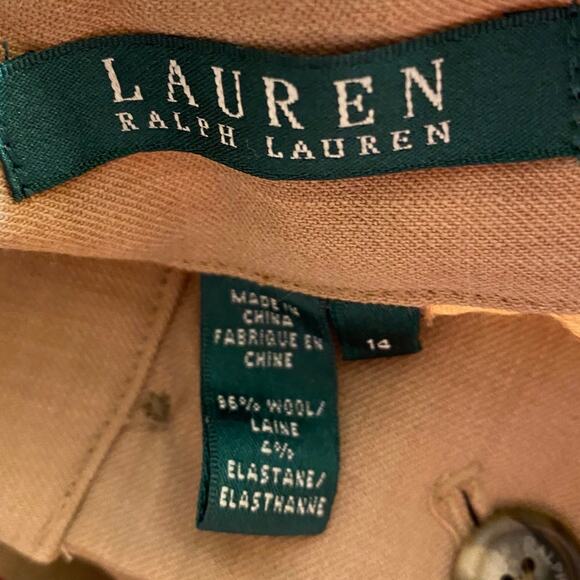 LAUREN
RALPH LAUREN
MADE IN
CHINA
FABRIQUE EN
CHINE
14
96% WOOL/
LAINE
4%
ELASTANE/
ELASTHANNE